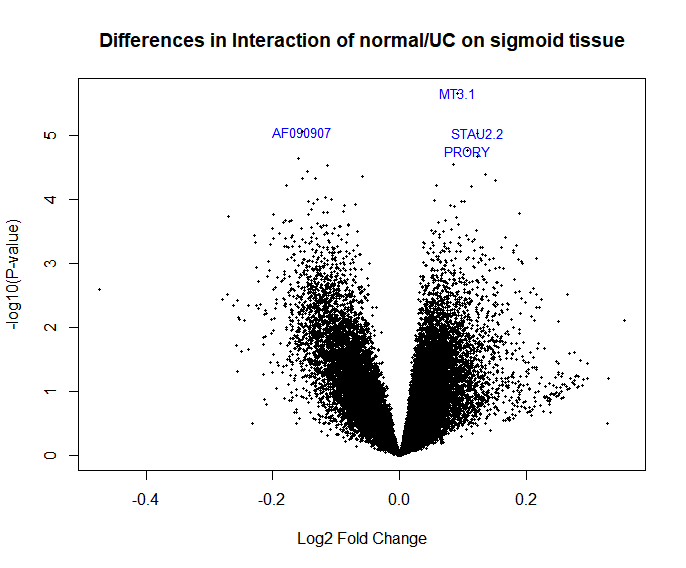 Differences in Interaction of normal/UC on sigmoid tissue
MT3.1
AF090907
STAU2.2
PRORY
-log10(P-value)
5
4
3
2
1
0
-0.4
-0.2
0.0
0.2
Log2 Fold Change